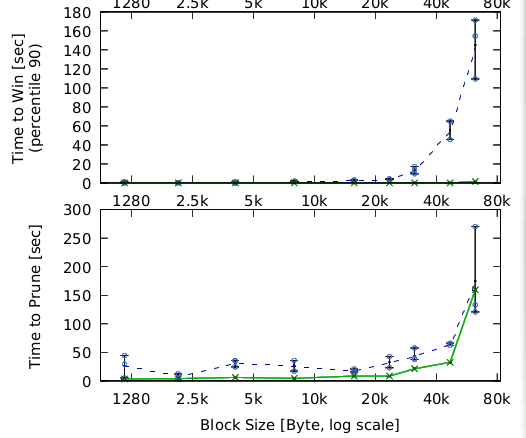 1280 2.5k 5k 10k 20k 40k 80k
180
160
140
120
100
80
60
40
20
0
Time to Win [sec]
(percentile 90)
1280 2.5k 5k 10k 20k 40k 80k
300
250
200
150
100
50
0
Time to Prune [sec]
1280 2.5k 5k 10k 20k 40k 80k
Block Size [Byte, log scale]